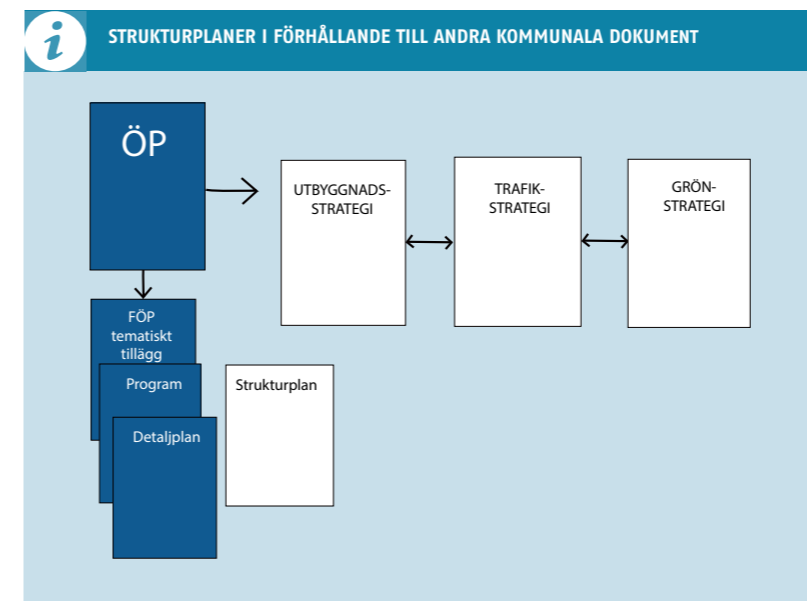 i
STRUKTURPLANER I FÖRHÅLLANDE TILL ANDRA KOMMUNALA DOKUMENT
ÖP
UTBYGGNADS-
STRATEGI
TRAFIK-
STRATEGI
GRÖN-
STRATEGI
FÖP
tematiskt
tillägg
Program
Detaljplan
Strukturplan